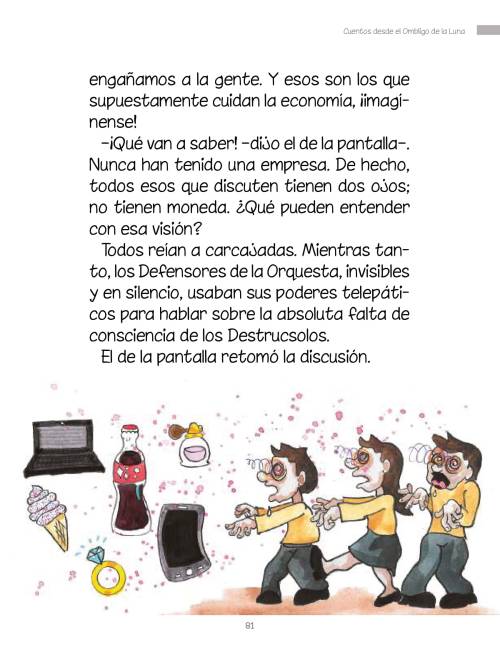 Cuentos desde el Ombligo de la Luna
engañamos a la gente. Y esos son los que
supuestamente cuidan la economía, ¡imagí-
nense!
-¡Qué van a saber! -dijo el de la pantalla-.
Nunca han tenido una empresa. De hecho,
todos esos que discuten tienen dos ojos;
no tienen moneda. ¿Qué pueden entender
con esa visión?
Todos reían a carcajadas. Mientras tan-
to, los Defensores de la Orquesta, invisibles
y en silencio, usaban sus poderes telepáti-
cos para hablar sobre la absoluta falta de
consciencia de los Destrucsolos.
El de la pantalla retomó la discusión.
81